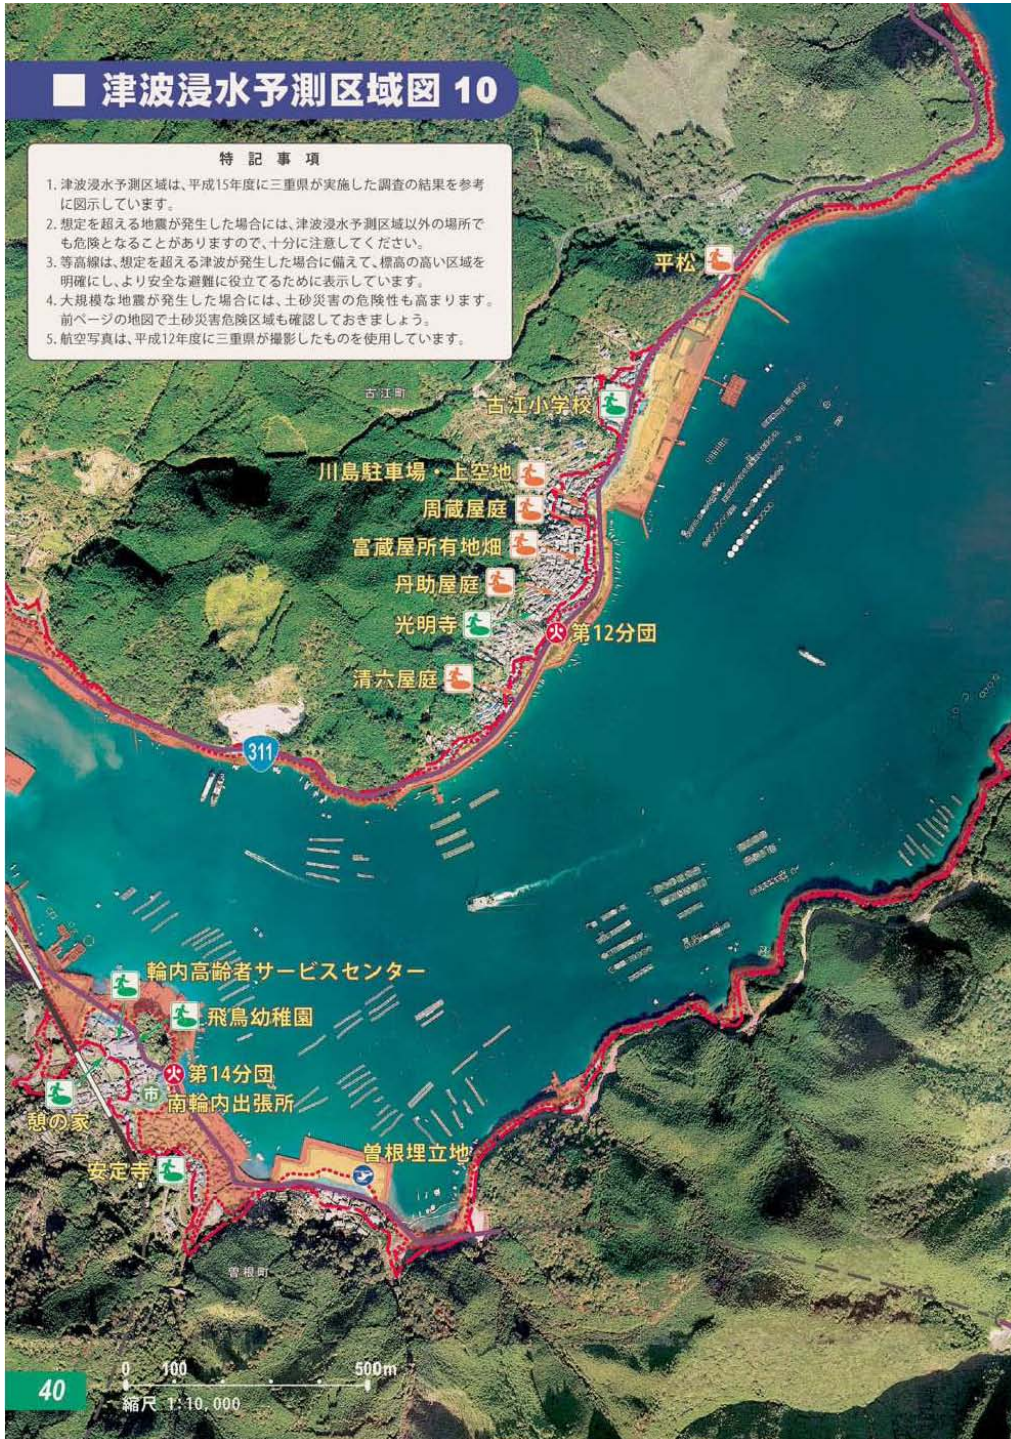 ■ 津波浸水予測区域図 10
特記事項
1. 津波浸水予測区域は、平成15年度に三重県が実施した調査の結果を参考
に図示しています。
2. 想定を超える地震が発生した場合には、津波浸水予測区域以外の場所で
も危険となることがありますので、十分に注意してください。
3. 等高線は、想定を超える津波が発生した場合に備えて、標高の高い区域を
明確にし、より安全な避難に役立てるために表示しています。
4. 大規模な地震が発生した場合には、土砂災害の危険性も高まります。
前ページの地図で土砂災害危険区域も確認しておきましょう。
5. 航空写真は、平成12年度に三重県が撮影したものを使用しています。
平松
古江町
古江小学校
川島駐車場・上空地
周蔵屋庭
富蔵屋所有地畑
丹助屋庭
光明寺
火 第12分団
清六屋庭
311
輪内高齢者サービスセンター
飛鳥幼稚園
火 第14分団
市 南輪内出張所
憩の家
曽根埋立地
安定寺
曽根町
0 100 500m
縮尺 1:10,000
40